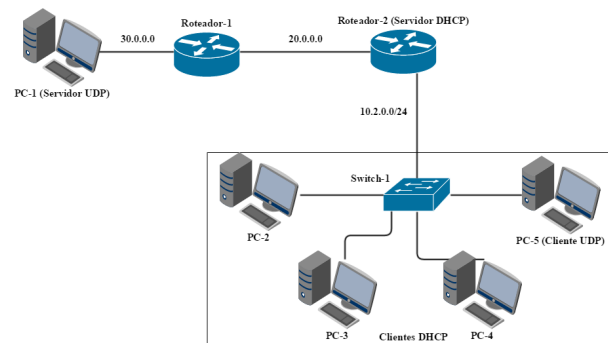 Roteador-1
Roteador-2 (Servidor DHCP)
30.0.0.0
20.0.0.0
PC-1 (Servidor UDP)
10.2.0.0/24
Switch-1
PC-2
PC-5 (Cliente UDP)
PC-3
Clientes DHCP
PC-4